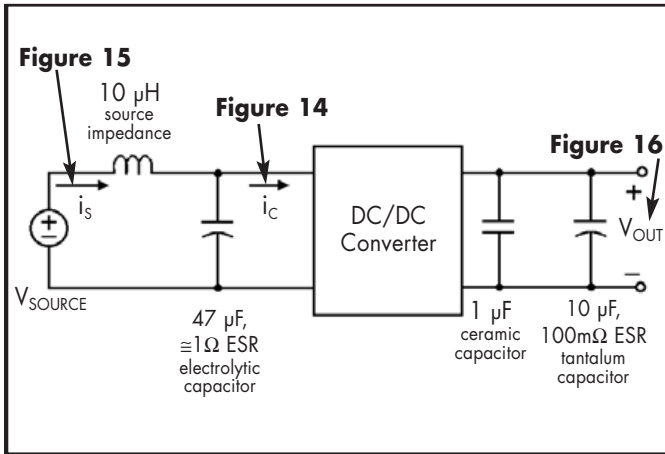 Figure 15
10 µH
source
impedance
Figure 14
Figure 16
iS
iC
DC/DC
Converter
+
VOUT
–
+
–
VSOURCE
47 µF,
≅1Ω ESR
electrolytic
capacitor
1 µF
ceramic
capacitor
10 µF,
100mΩ ESR
tantalum
capacitor